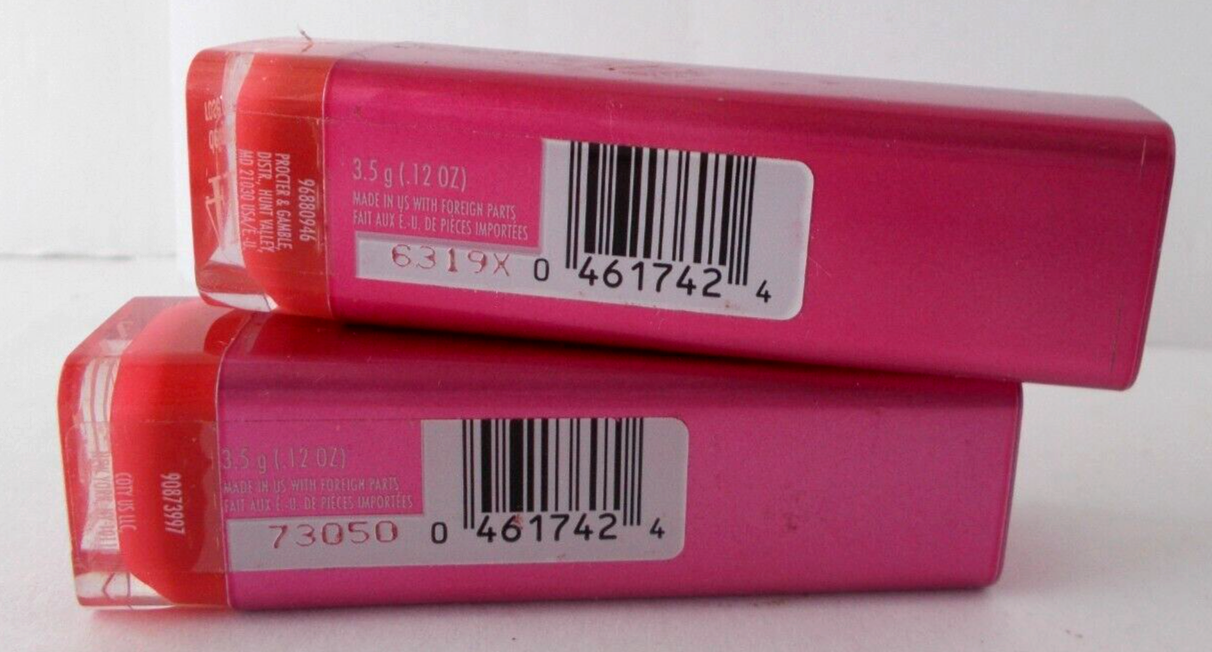 96880946
PROCTER & GAMBLE,
DISTR., HUNT VALLEY,
MD 21030 USA/É.-U.
3.5 g (.12 OZ)
MADE IN US WITH FOREIGN PARTS
FAIT AUX É.-U. DE PIÈCES IMPORTÉES
6319X
0 461742 4
90873997
COTY US LLC
3.5 g (.12 OZ)
MADE IN US WITH FOREIGN PARTS
FAIT AUX É.-U. DE PIÈCES IMPORTÉES
73050
0 461742 4